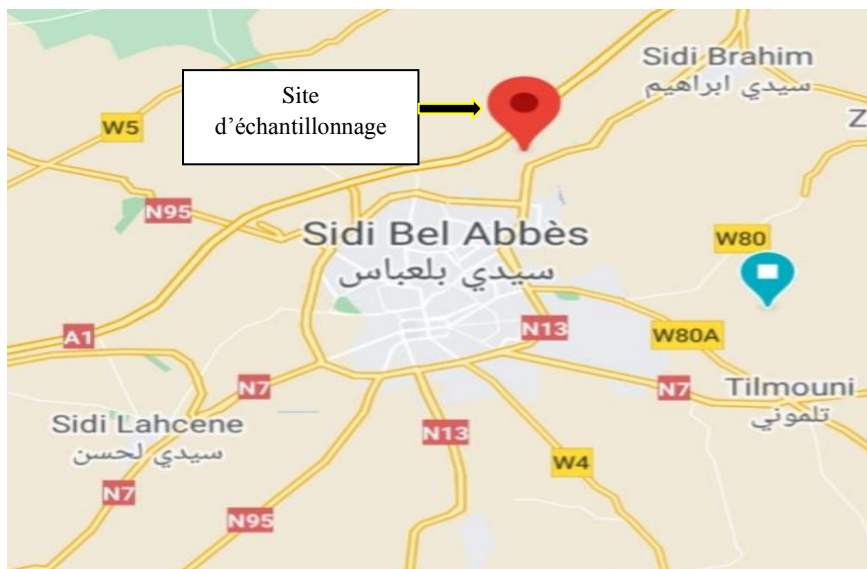 Sidi Brahim
سيدي ابراهيم
Site
d'échantillonnage
W5
Z
N95
Sidi Bel Abbès
سيدي بلعباس
W80
A1
N13
W80A
N7
N7
Tilmouni
تلموني
Sidi Lahcene
سيدي لحسن
N13
W4
N7
N95